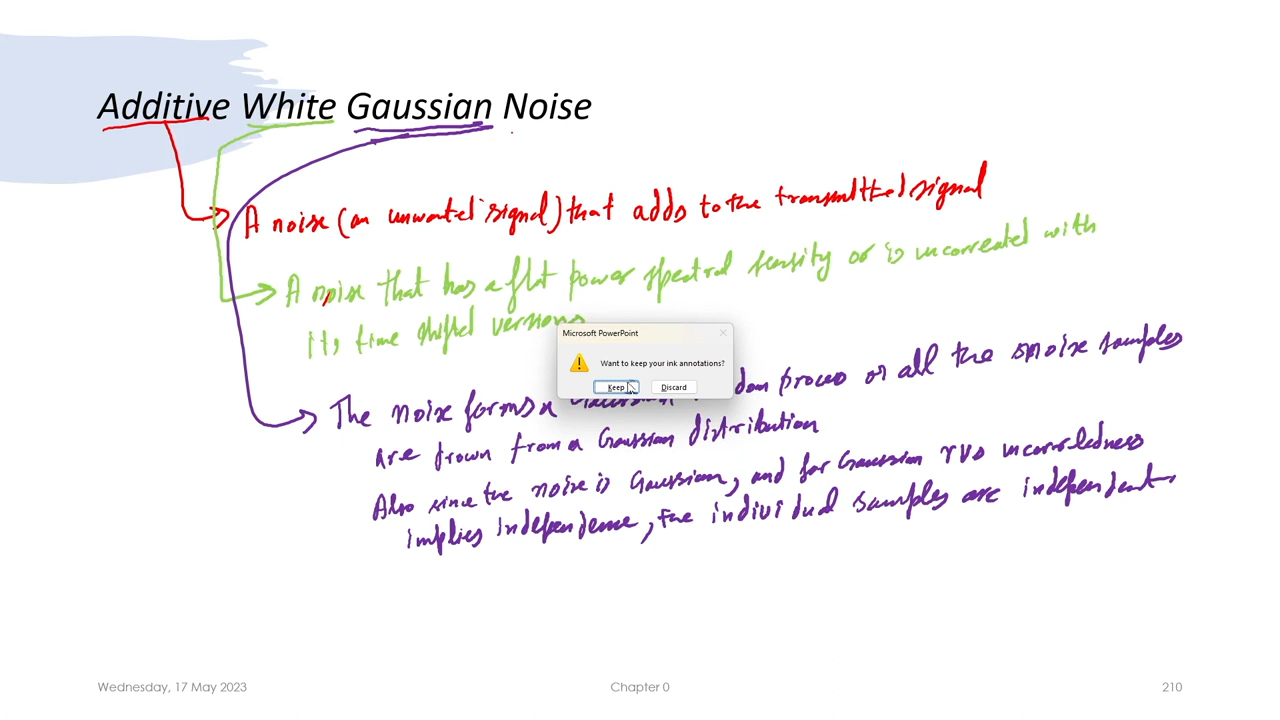 Additive White Gaussian Noise
A noise (an unwanted signal) that adds to the transmitted signal
A noise that has a flat power spectral density or is uncorreated with
its time shifted versions
Microsoft PowerPoint
Want to keep your ink annotations?
Keep Discard
The noise forms a process or all the noise samples
are drown from a Gaussian distribution
Also since the noise is Gaussian, and for Gaussian rvs uncorreledness
implies independence, the individual samples are independent
Wednesday, 17 May 2023
Chapter 0
210